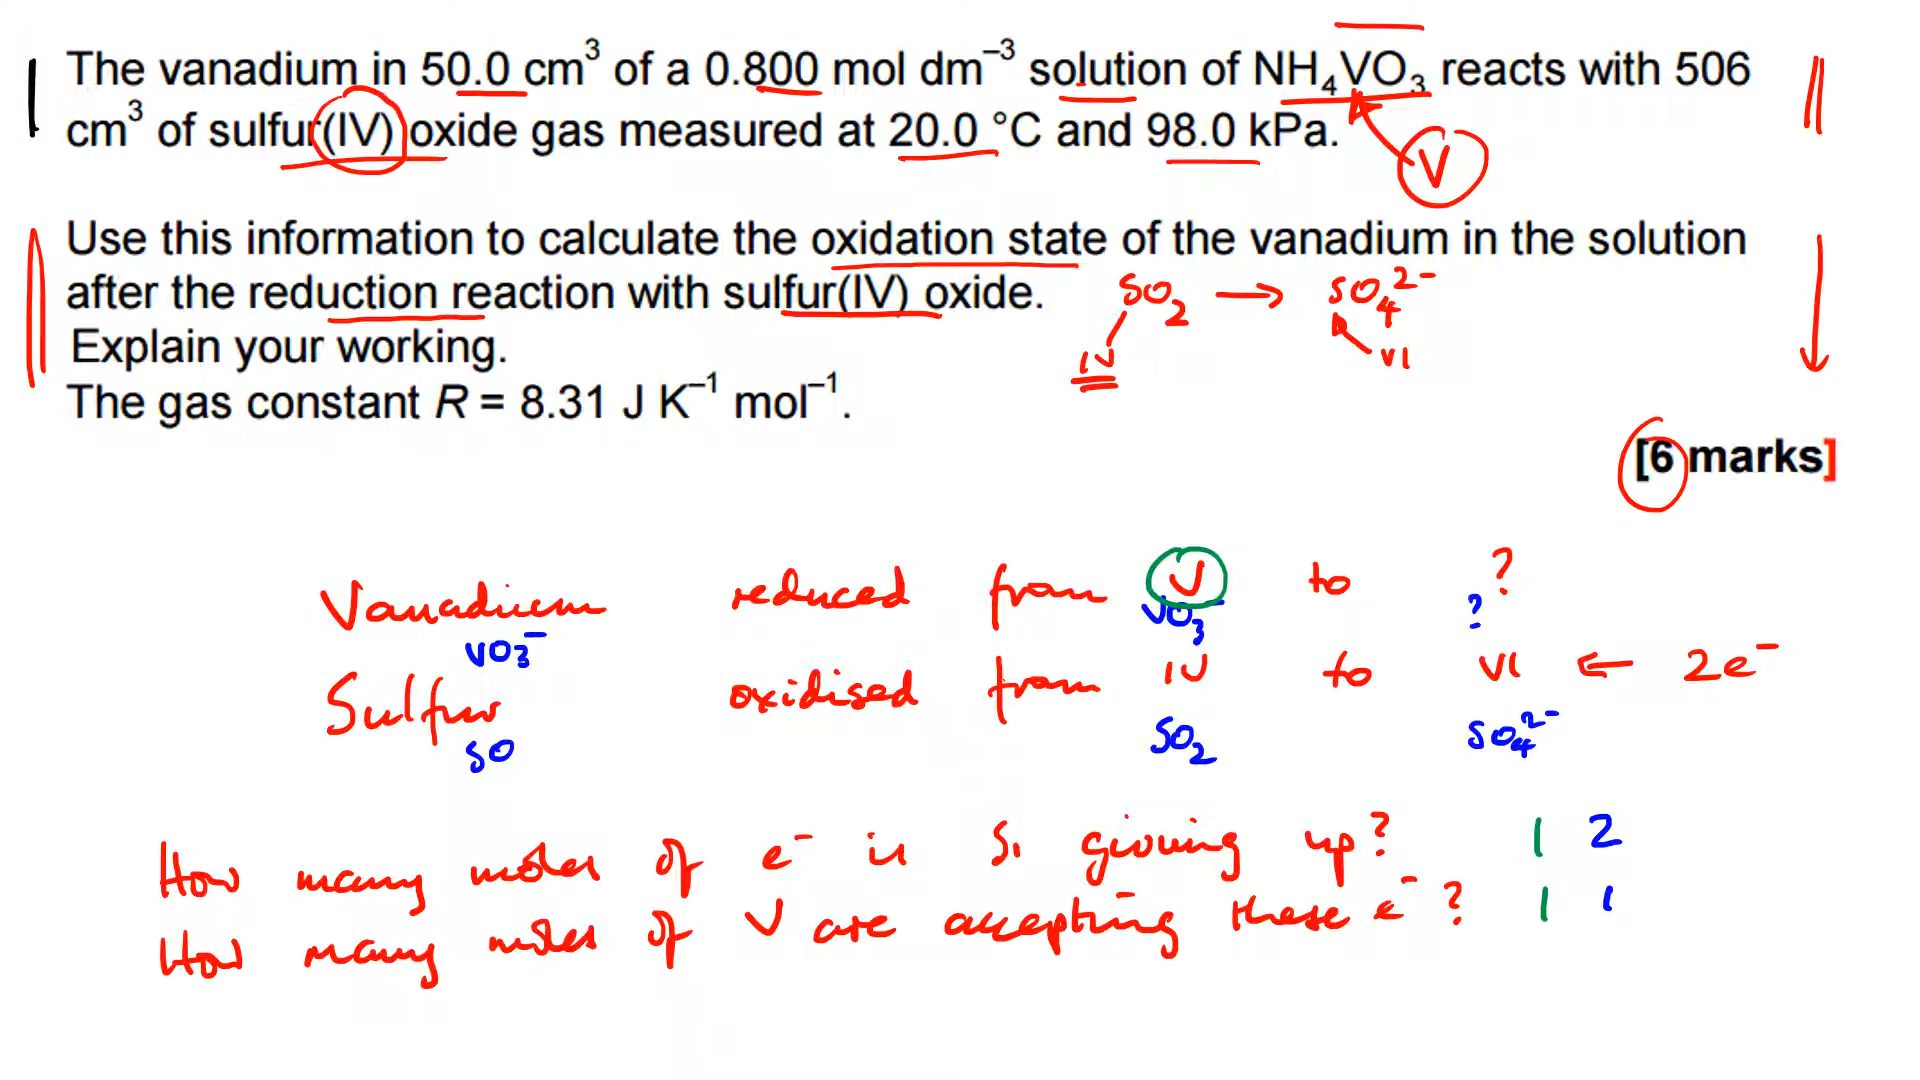 The vanadium in 50.0 cm³ of a 0.800 mol dm⁻³ solution of NH₄VO₃ reacts with 506
cm³ of sulfur(IV) oxide gas measured at 20.0 °C and 98.0 kPa.
V
Use this information to calculate the oxidation state of the vanadium in the solution
after the reduction reaction with sulfur(IV) oxide.
SO₂ → SO₄²⁻
IV VI
Explain your working.
The gas constant R = 8.31 J K⁻¹ mol⁻¹.
[6 marks]
Vanadium reduced from V to ?
VO₃⁻ VO₃⁻ ?
Sulfur oxidised from IV to VI ← 2e⁻
SO SO₂ SO₄²⁻
How many moles of e⁻ is S. giving up? 1 2
How many moles of V are accepting these e⁻? 1 1